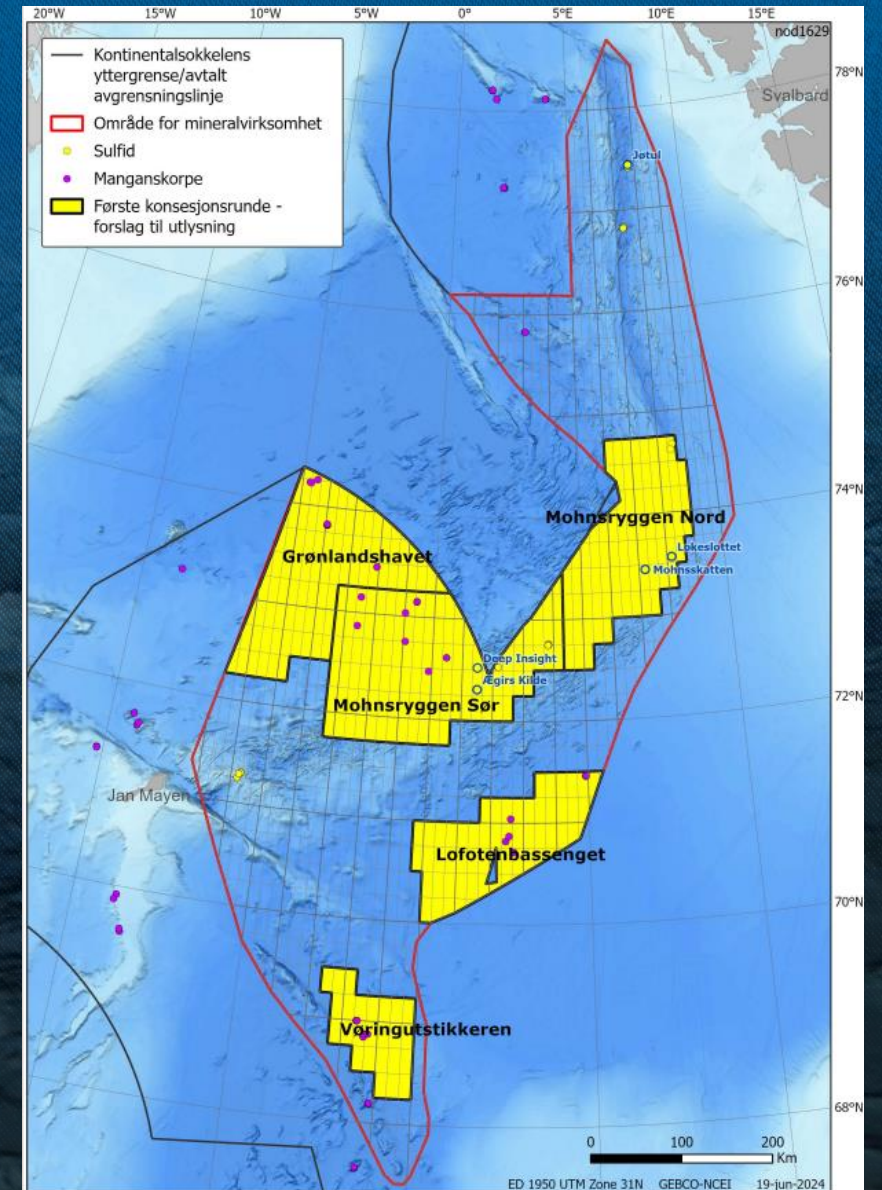 20°W 15°W 10°W 5°W 0° 5°E 10°E 15°E
nod1629
Kontinentalsokkelens
yttergrense/avtalt
avgrensningslinje
Område for mineralvirksomhet
Sulfid
Manganskorpe
Første konsesjonsrunde -
forslag til utlysning
78°N
Svalbard
Jøtul
76°N
74°N
Mohnsryggen Nord
Lokeslottet
Mohnsskatten
Grønlandshavet
Deep Insight
Ægirs Kilde
72°N
Mohnsryggen Sør
Jan Mayen
Lofotenbassenget
70°N
Vøringutstikkeren
68°N
0 100 200
Km
ED 1950 UTM Zone 31N GEBCO-NCEI 19-jun-2024